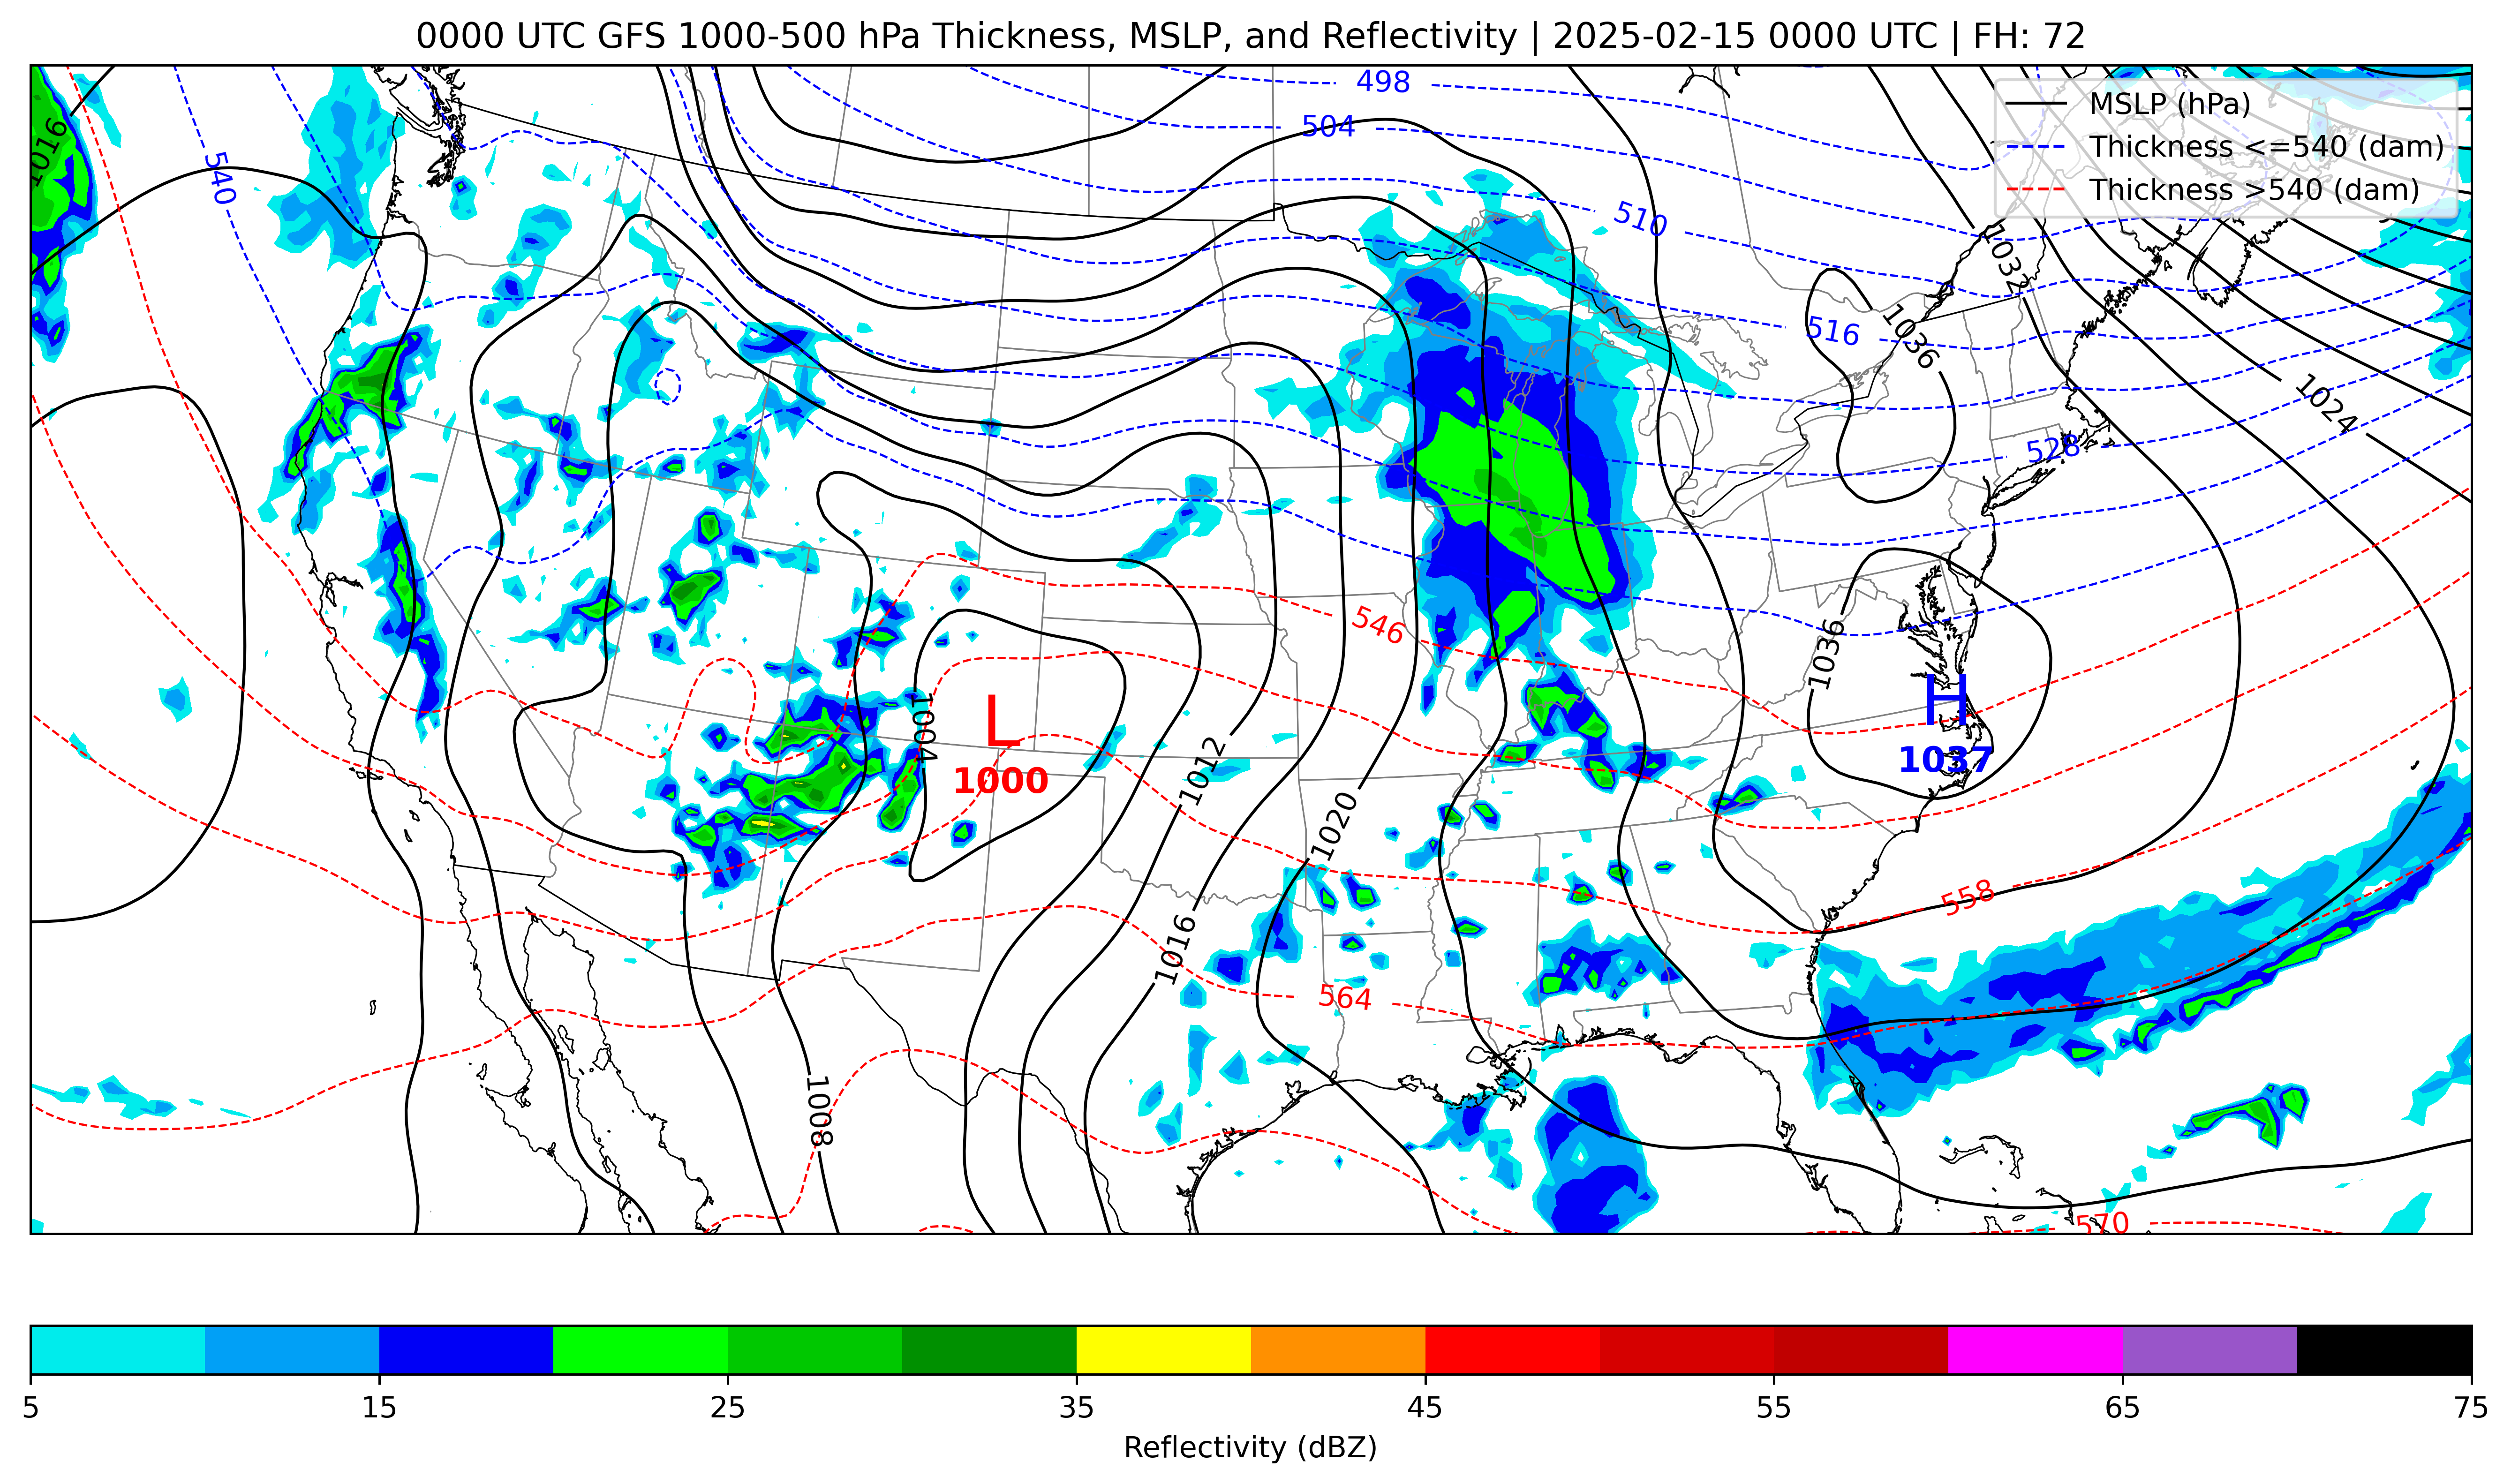 0000 UTC GFS 1000-500 hPa Thickness, MSLP, and Reflectivity | 2025-02-15 0000 UTC | FH: 72
MSLP (hPa)
Thickness <=540 (dam)
Thickness >540 (dam)
498
504
1016
540
510
1032
516
1036
1024
528
546
1036
H
1037
L
1004
1000
1012
1020
558
1016
564
1008
570
5 15 25 35 45 55 65 75
Reflectivity (dBZ)